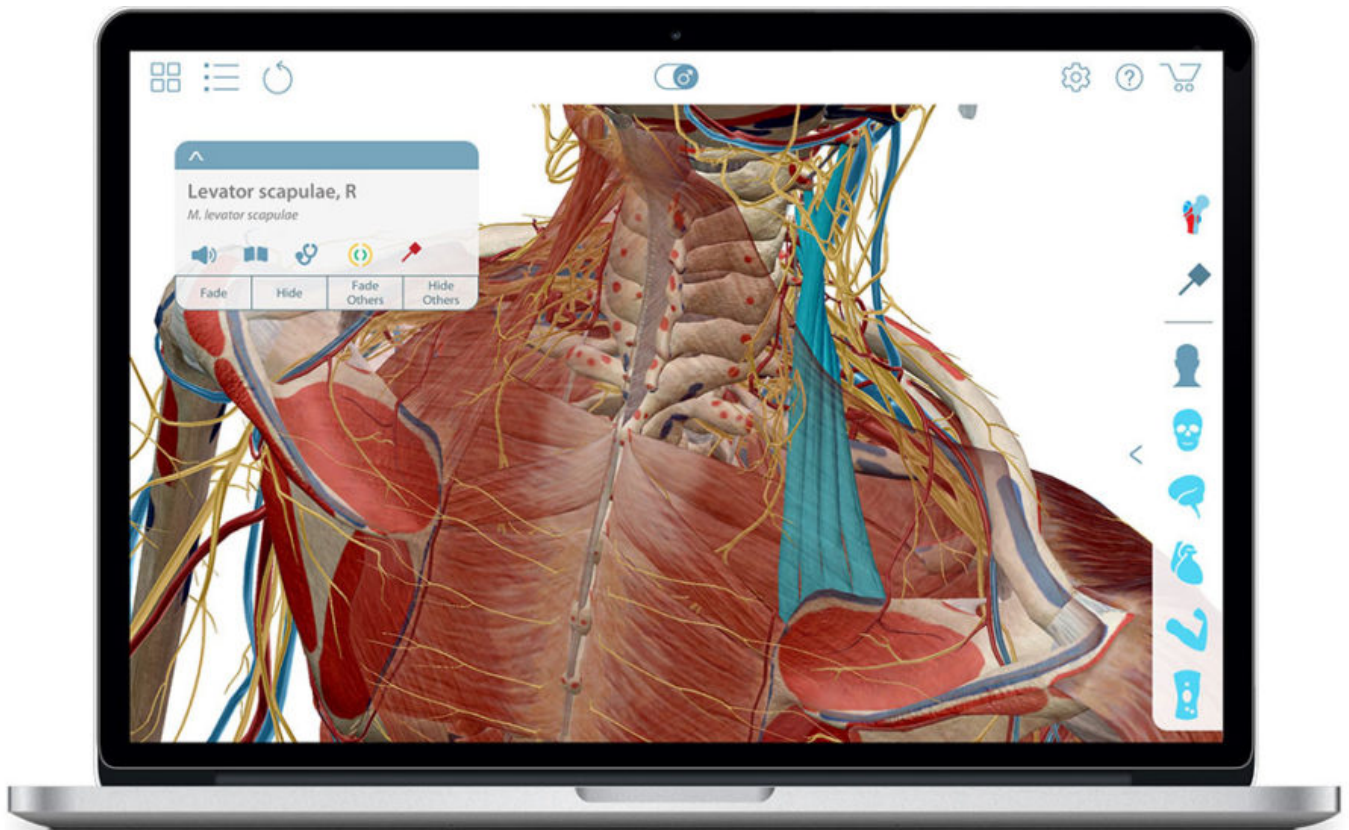 Levator scapulae, R
M. levator scapulae
Fade
Hide
Fade
Others
Hide
Others